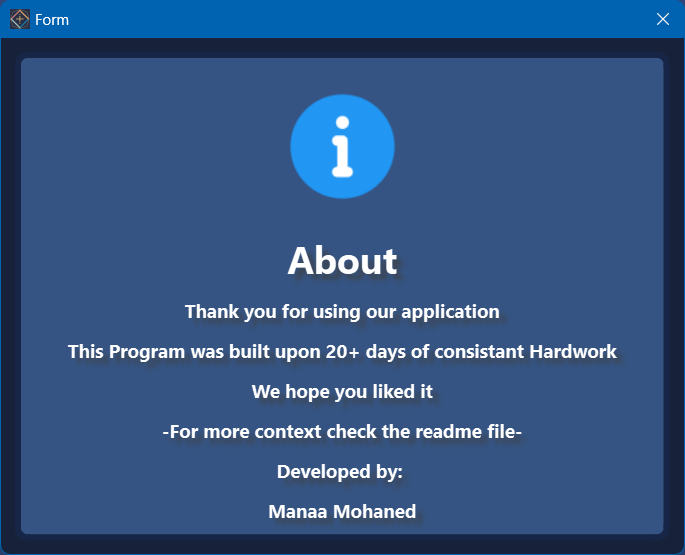 Form
About
Thank you for using our application
This Program was built upon 20+ days of consistant Hardwork
We hope you liked it
-For more context check the readme file-
Developed by:
Manaa Mohaned